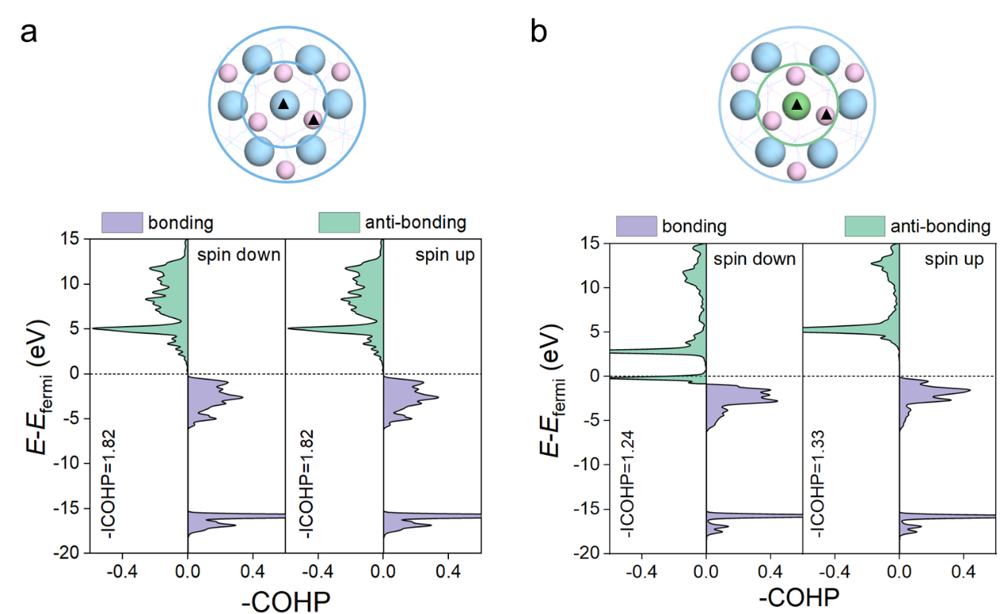 a
bonding
anti-bonding
15
10
5
0
-5
-10
-15
-20
E-Efermi (eV)
spin down
spin up
-ICOHP=1.82
-ICOHP=1.82
-0.4
0.0
0.4
-0.4
0.0
0.4
-COHP
b
bonding
anti-bonding
15
10
5
0
-5
-10
-15
-20
E-Efermi (eV)
spin down
spin up
-ICOHP=1.24
-ICOHP=1.33
-0.4
0.0
0.4
-0.4
0.0
0.4
-COHP